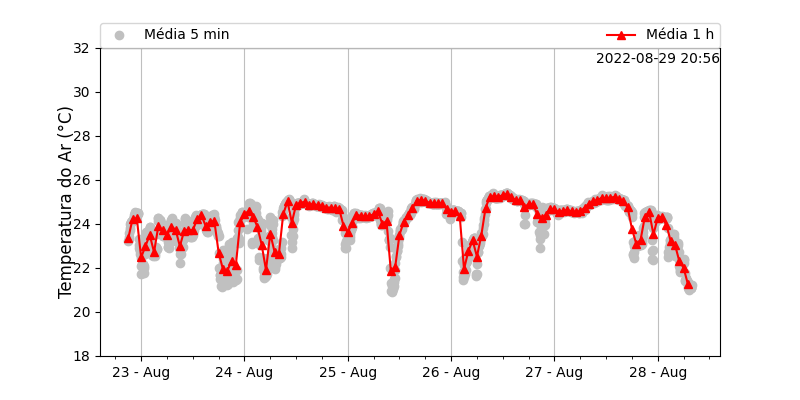 Média 5 min
Média 1 h
2022-08-29 20:56
Temperatura do Ar (°C)
32
30
28
26
24
22
20
18
23 - Aug
24 - Aug
25 - Aug
26 - Aug
27 - Aug
28 - Aug